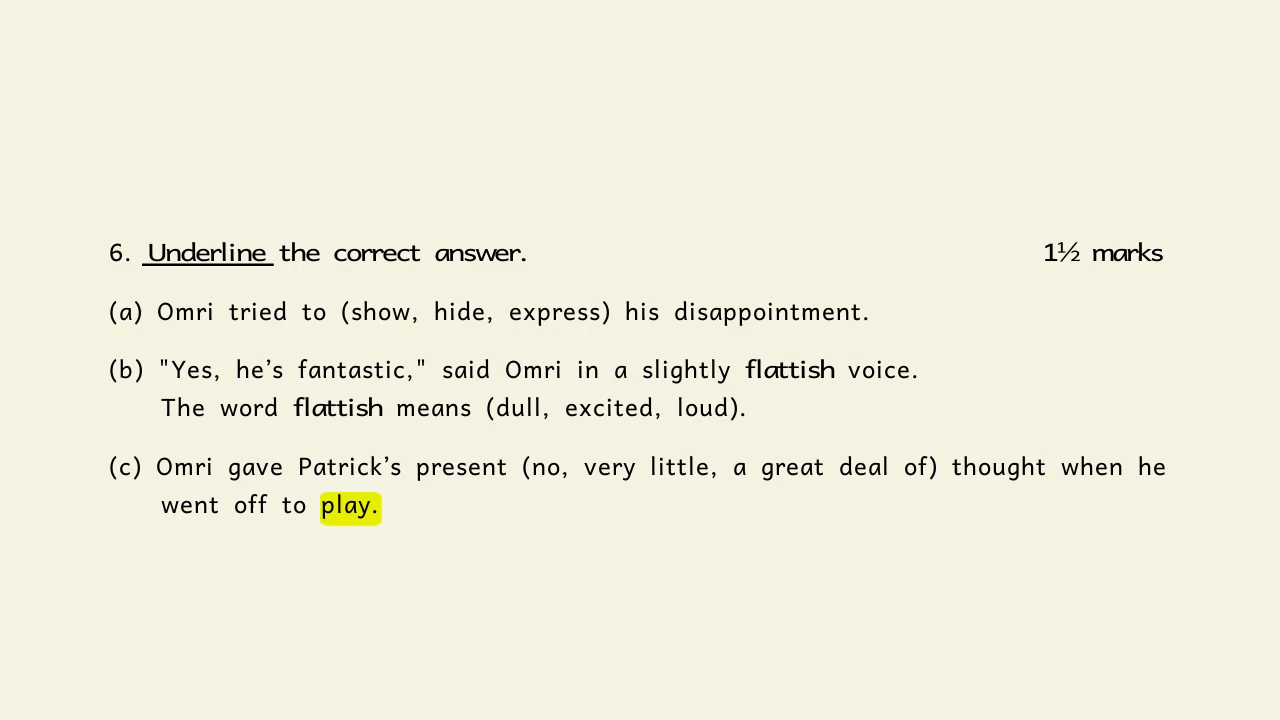 6. Underline the correct answer. 1½ marks
(a) Omri tried to (show, hide, express) his disappointment.
(b) "Yes, he’s fantastic," said Omri in a slightly flattish voice.
The word flattish means (dull, excited, loud).
(c) Omri gave Patrick’s present (no, very little, a great deal of) thought when he
went off to play.